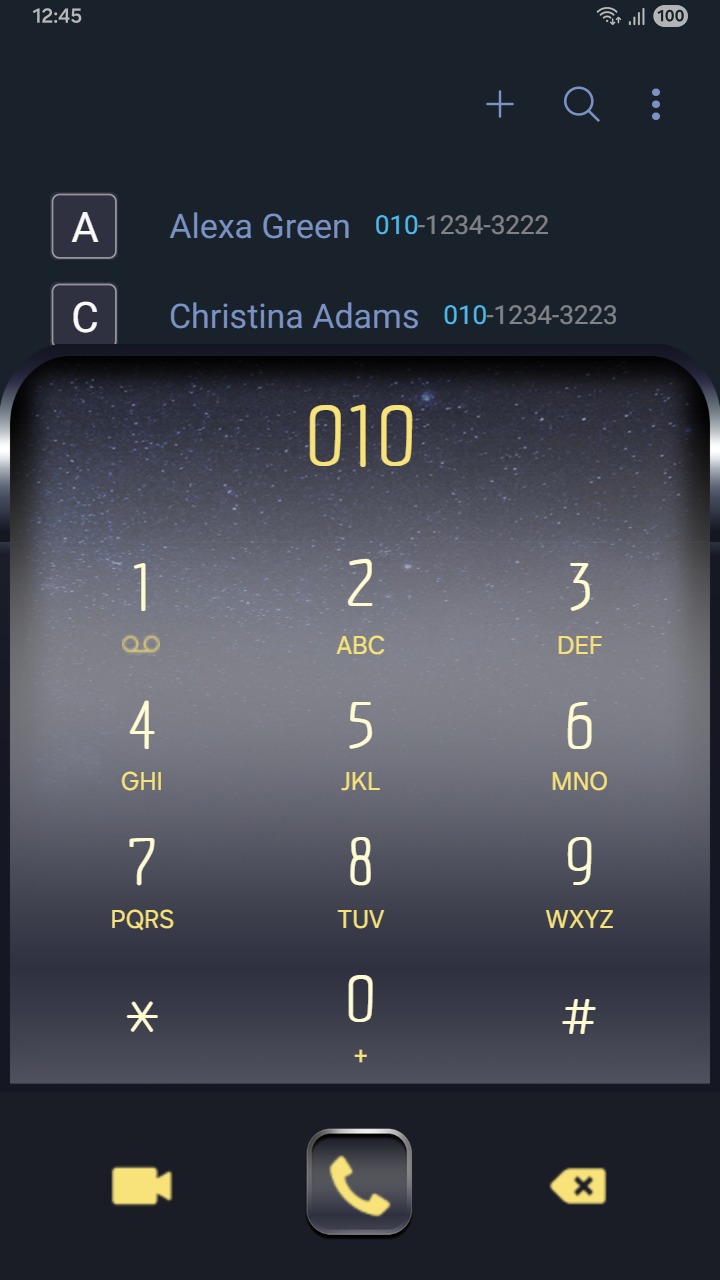 12:45 100
A Alexa Green 010-1234-3222
C Christina Adams 010-1234-3223
010
1 2 3
ABC DEF
4 5 6
GHI JKL MNO
7 8 9
PQRS TUV WXYZ
* 0 #
+